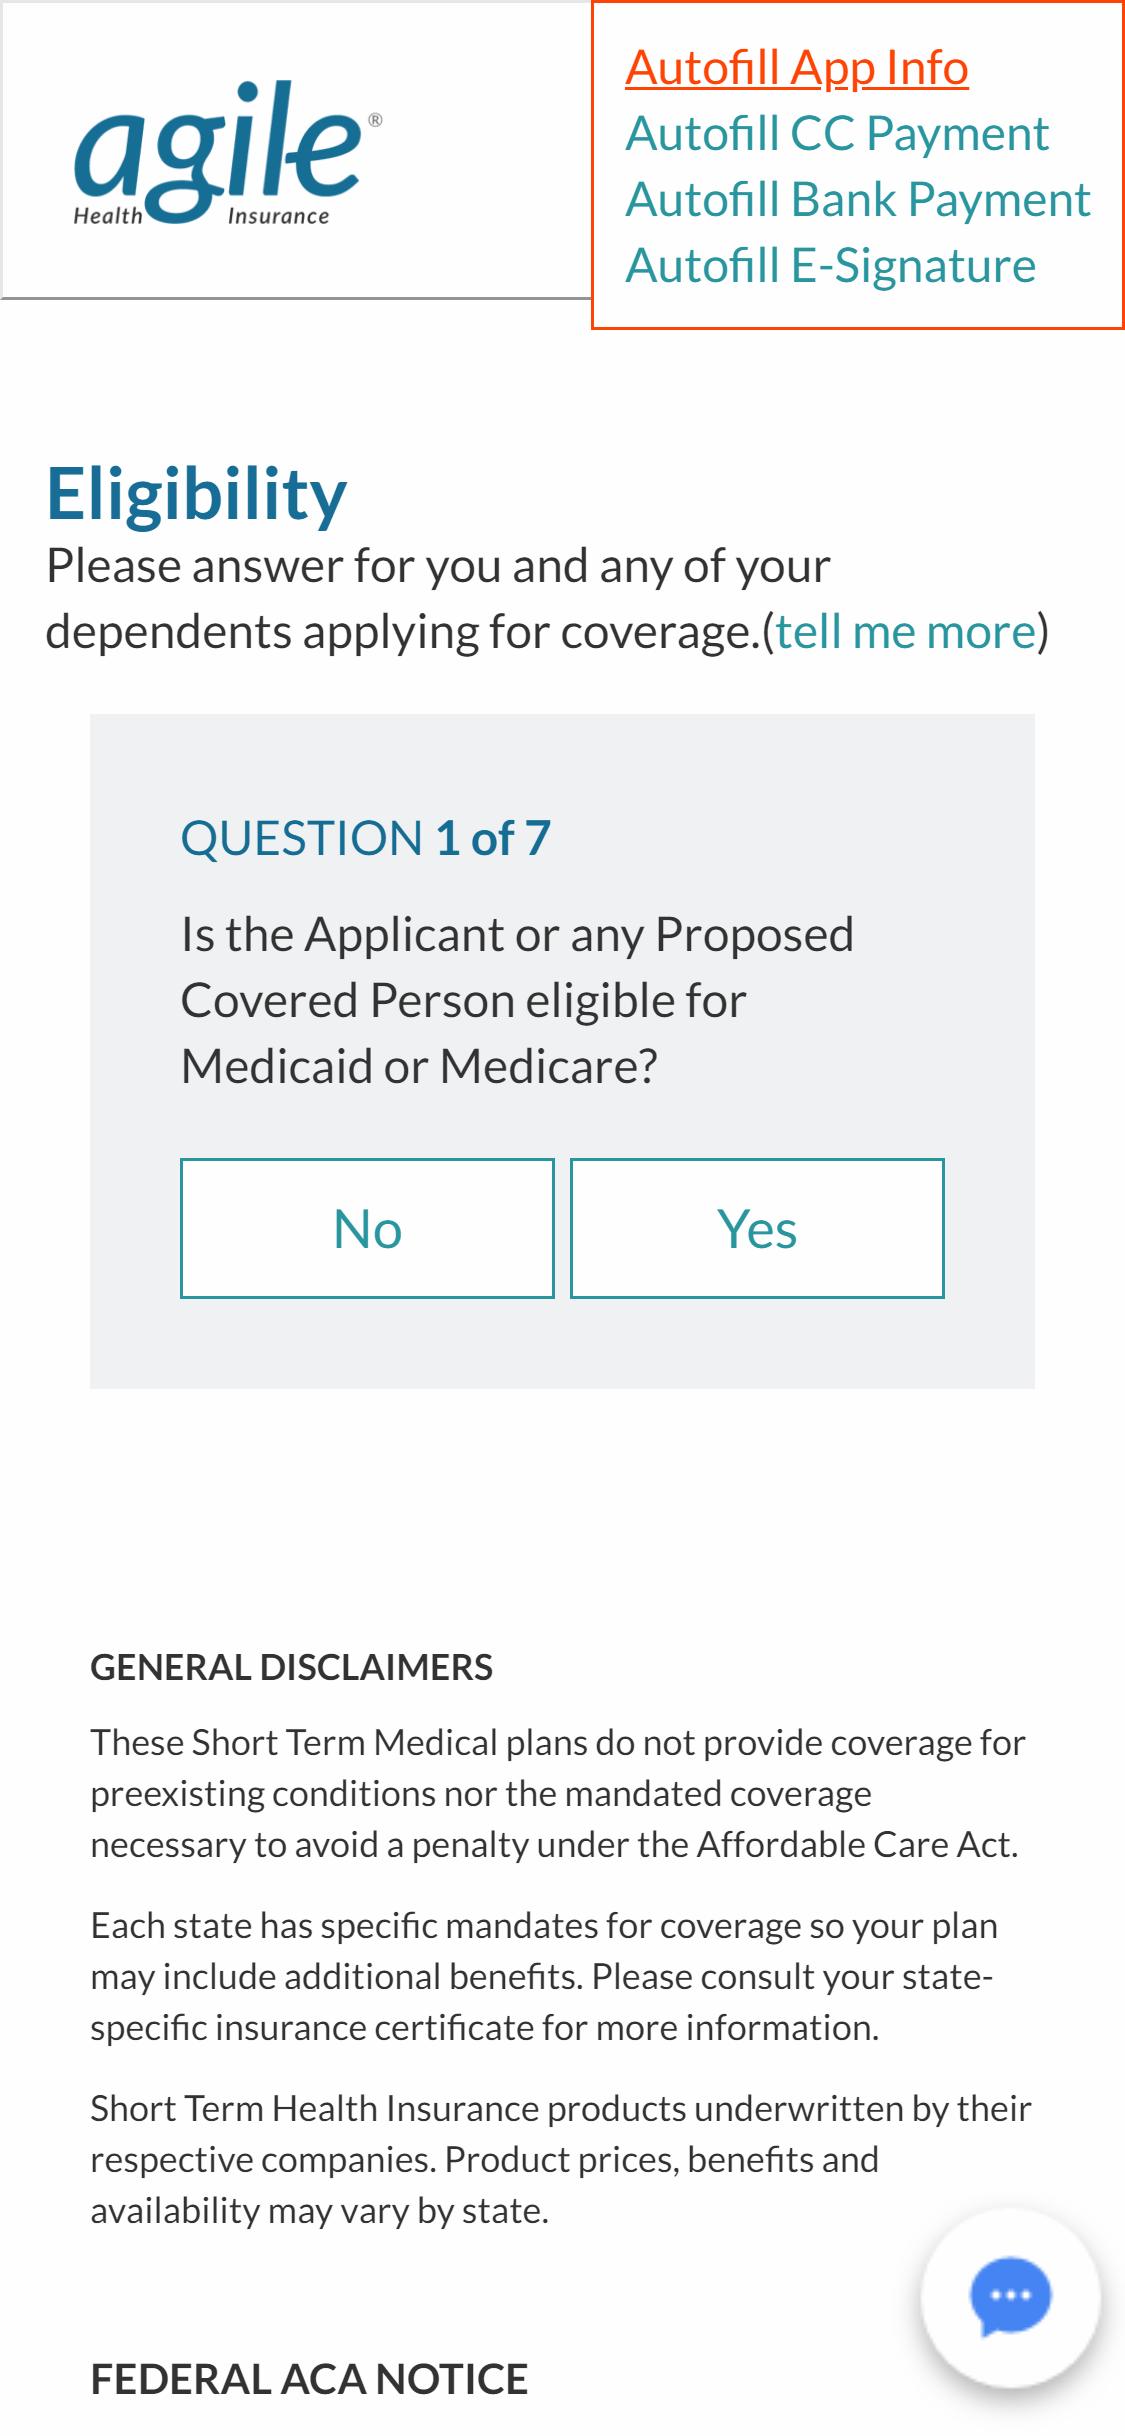 agile®
Health Insurance
Autofill App Info
Autofill CC Payment
Autofill Bank Payment
Autofill E-Signature
Eligibility
Please answer for you and any of your
dependents applying for coverage.(tell me more)
QUESTION 1 of 7
Is the Applicant or any Proposed
Covered Person eligible for
Medicaid or Medicare?
No Yes
GENERAL DISCLAIMERS
These Short Term Medical plans do not provide coverage for
preexisting conditions nor the mandated coverage
necessary to avoid a penalty under the Affordable Care Act.
Each state has specific mandates for coverage so your plan
may include additional benefits. Please consult your state-
specific insurance certificate for more information.
Short Term Health Insurance products underwritten by their
respective companies. Product prices, benefits and
availability may vary by state.
FEDERAL ACA NOTICE